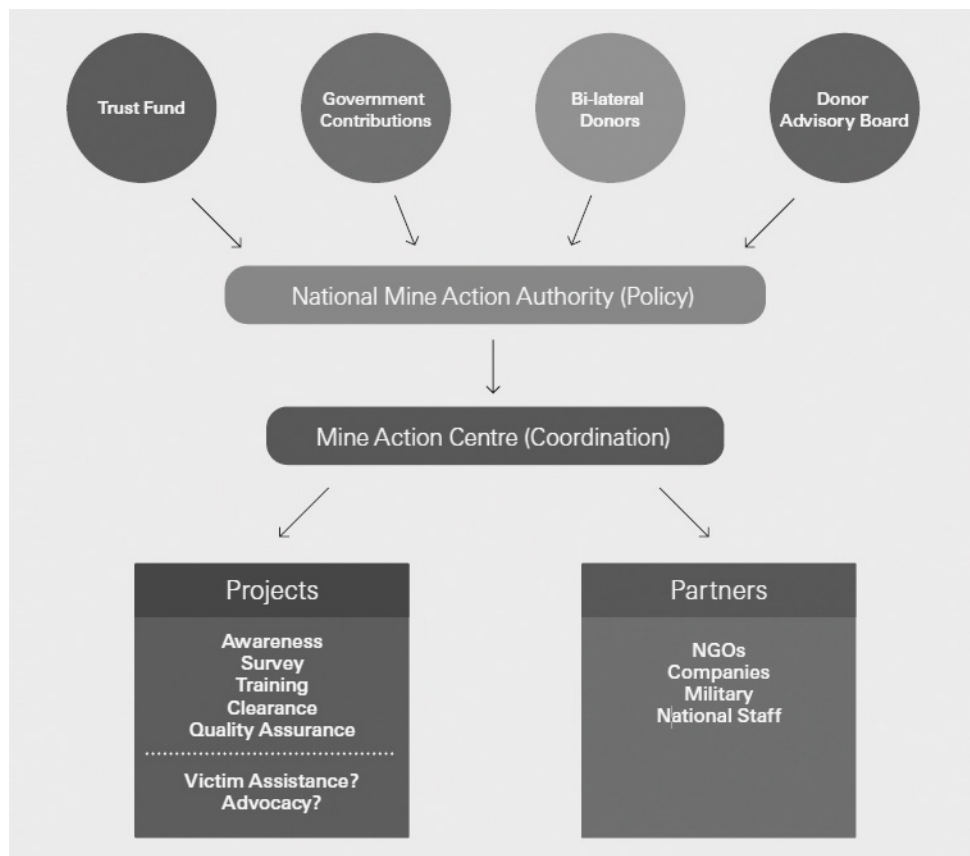 Trust Fund
Government
Contributions
Bi-lateral
Donors
Donor
Advisory Board
National Mine Action Authority (Policy)
Mine Action Centre (Coordination)
Projects
Awareness
Survey
Training
Clearance
Quality Assurance
Victim Assistance?
Advocacy?
Partners
NGOs
Companies
Military
National Staff